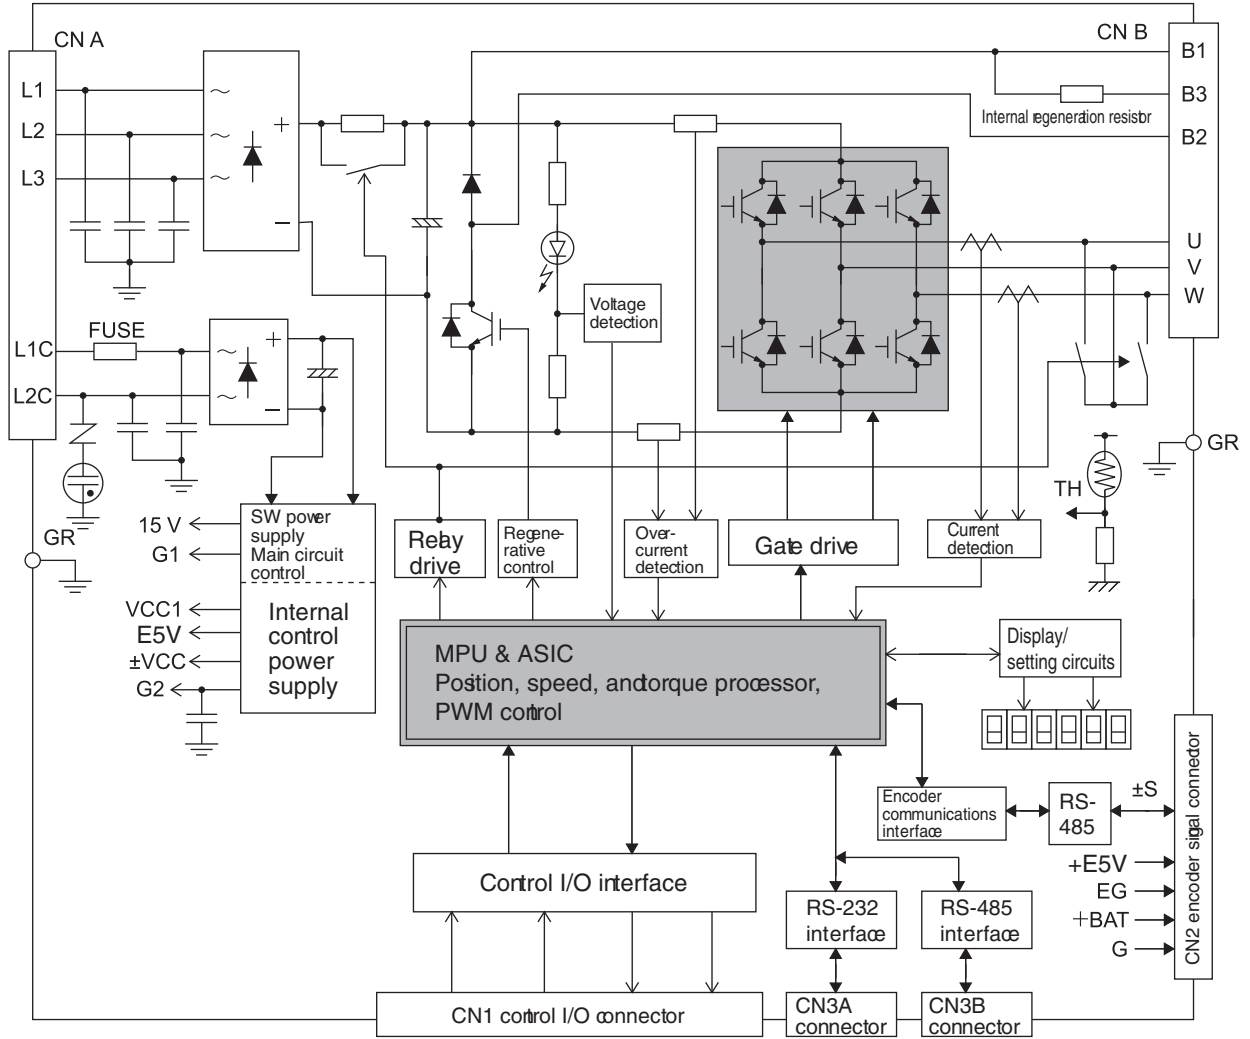 CN A
CN B
L1
L2
L3
~
~
~
+
−
B1
B3
Internal regeneration resistor
B2
U
V
W
FUSE
L1C
L2C
~
~
+
−
Voltage
detection
GR
TH
GR
15 V
G1
VCC1
E5V
±VCC
G2
SW power
supply
Main circuit
control
Internal
control
power
supply
Relay
drive
Regene-
rative
control
Over-
current
detection
Gate drive
Current
detection
MPU & ASIC
Position, speed, and torque processor,
PWM control
Display/
setting circuits
Encoder
communications
interface
RS-
485
±S
+E5V
EG
+BAT
G
CN2 encoder signal connector
Control I/O interface
RS-232
interface
RS-485
interface
CN1 control I/O connector
CN3A
connector
CN3B
connector